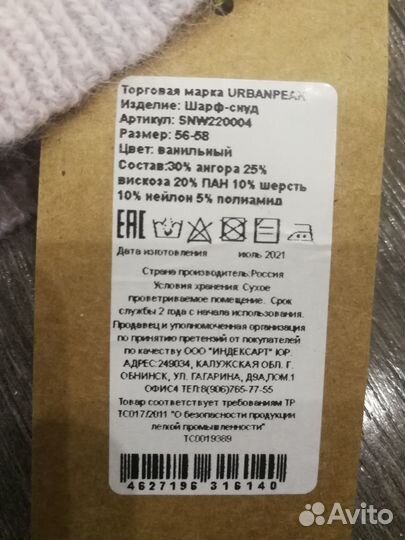 Торговая марка URBANPEAK
Изделие: Шарф-снуд
Артикул: SNW220004
Размер: 56-58
Цвет: ванильный
Состав:30% ангора 25%
вискоза 20% ПАН 10% шерсть
10% нейлон 5% полиамид
EAC
Дата изготовления июль 2021
Страна производитель:Россия
Условия хранения: Сухое
проветриваемое помещение. Срок
службы 2 года с начала использования.
Продавец и уполномоченная организация
по принятию претензий от покупателей
по качеству ООО "ИНДЕКСАРТ" ЮР.
АДРЕС:249034, КАЛУЖСКАЯ ОБЛ. Г.
ОБНИНСК, УЛ. ГАГАРИНА, Д9А,ПОМ.1
ОФИС4 ТЕЛ:8(906)765-77-55
Товар соответствует требованиям ТР
ТС017/2011 "О безопасности продукции
легкой промышленности"
ТС0019389
4627196 316140
Avito